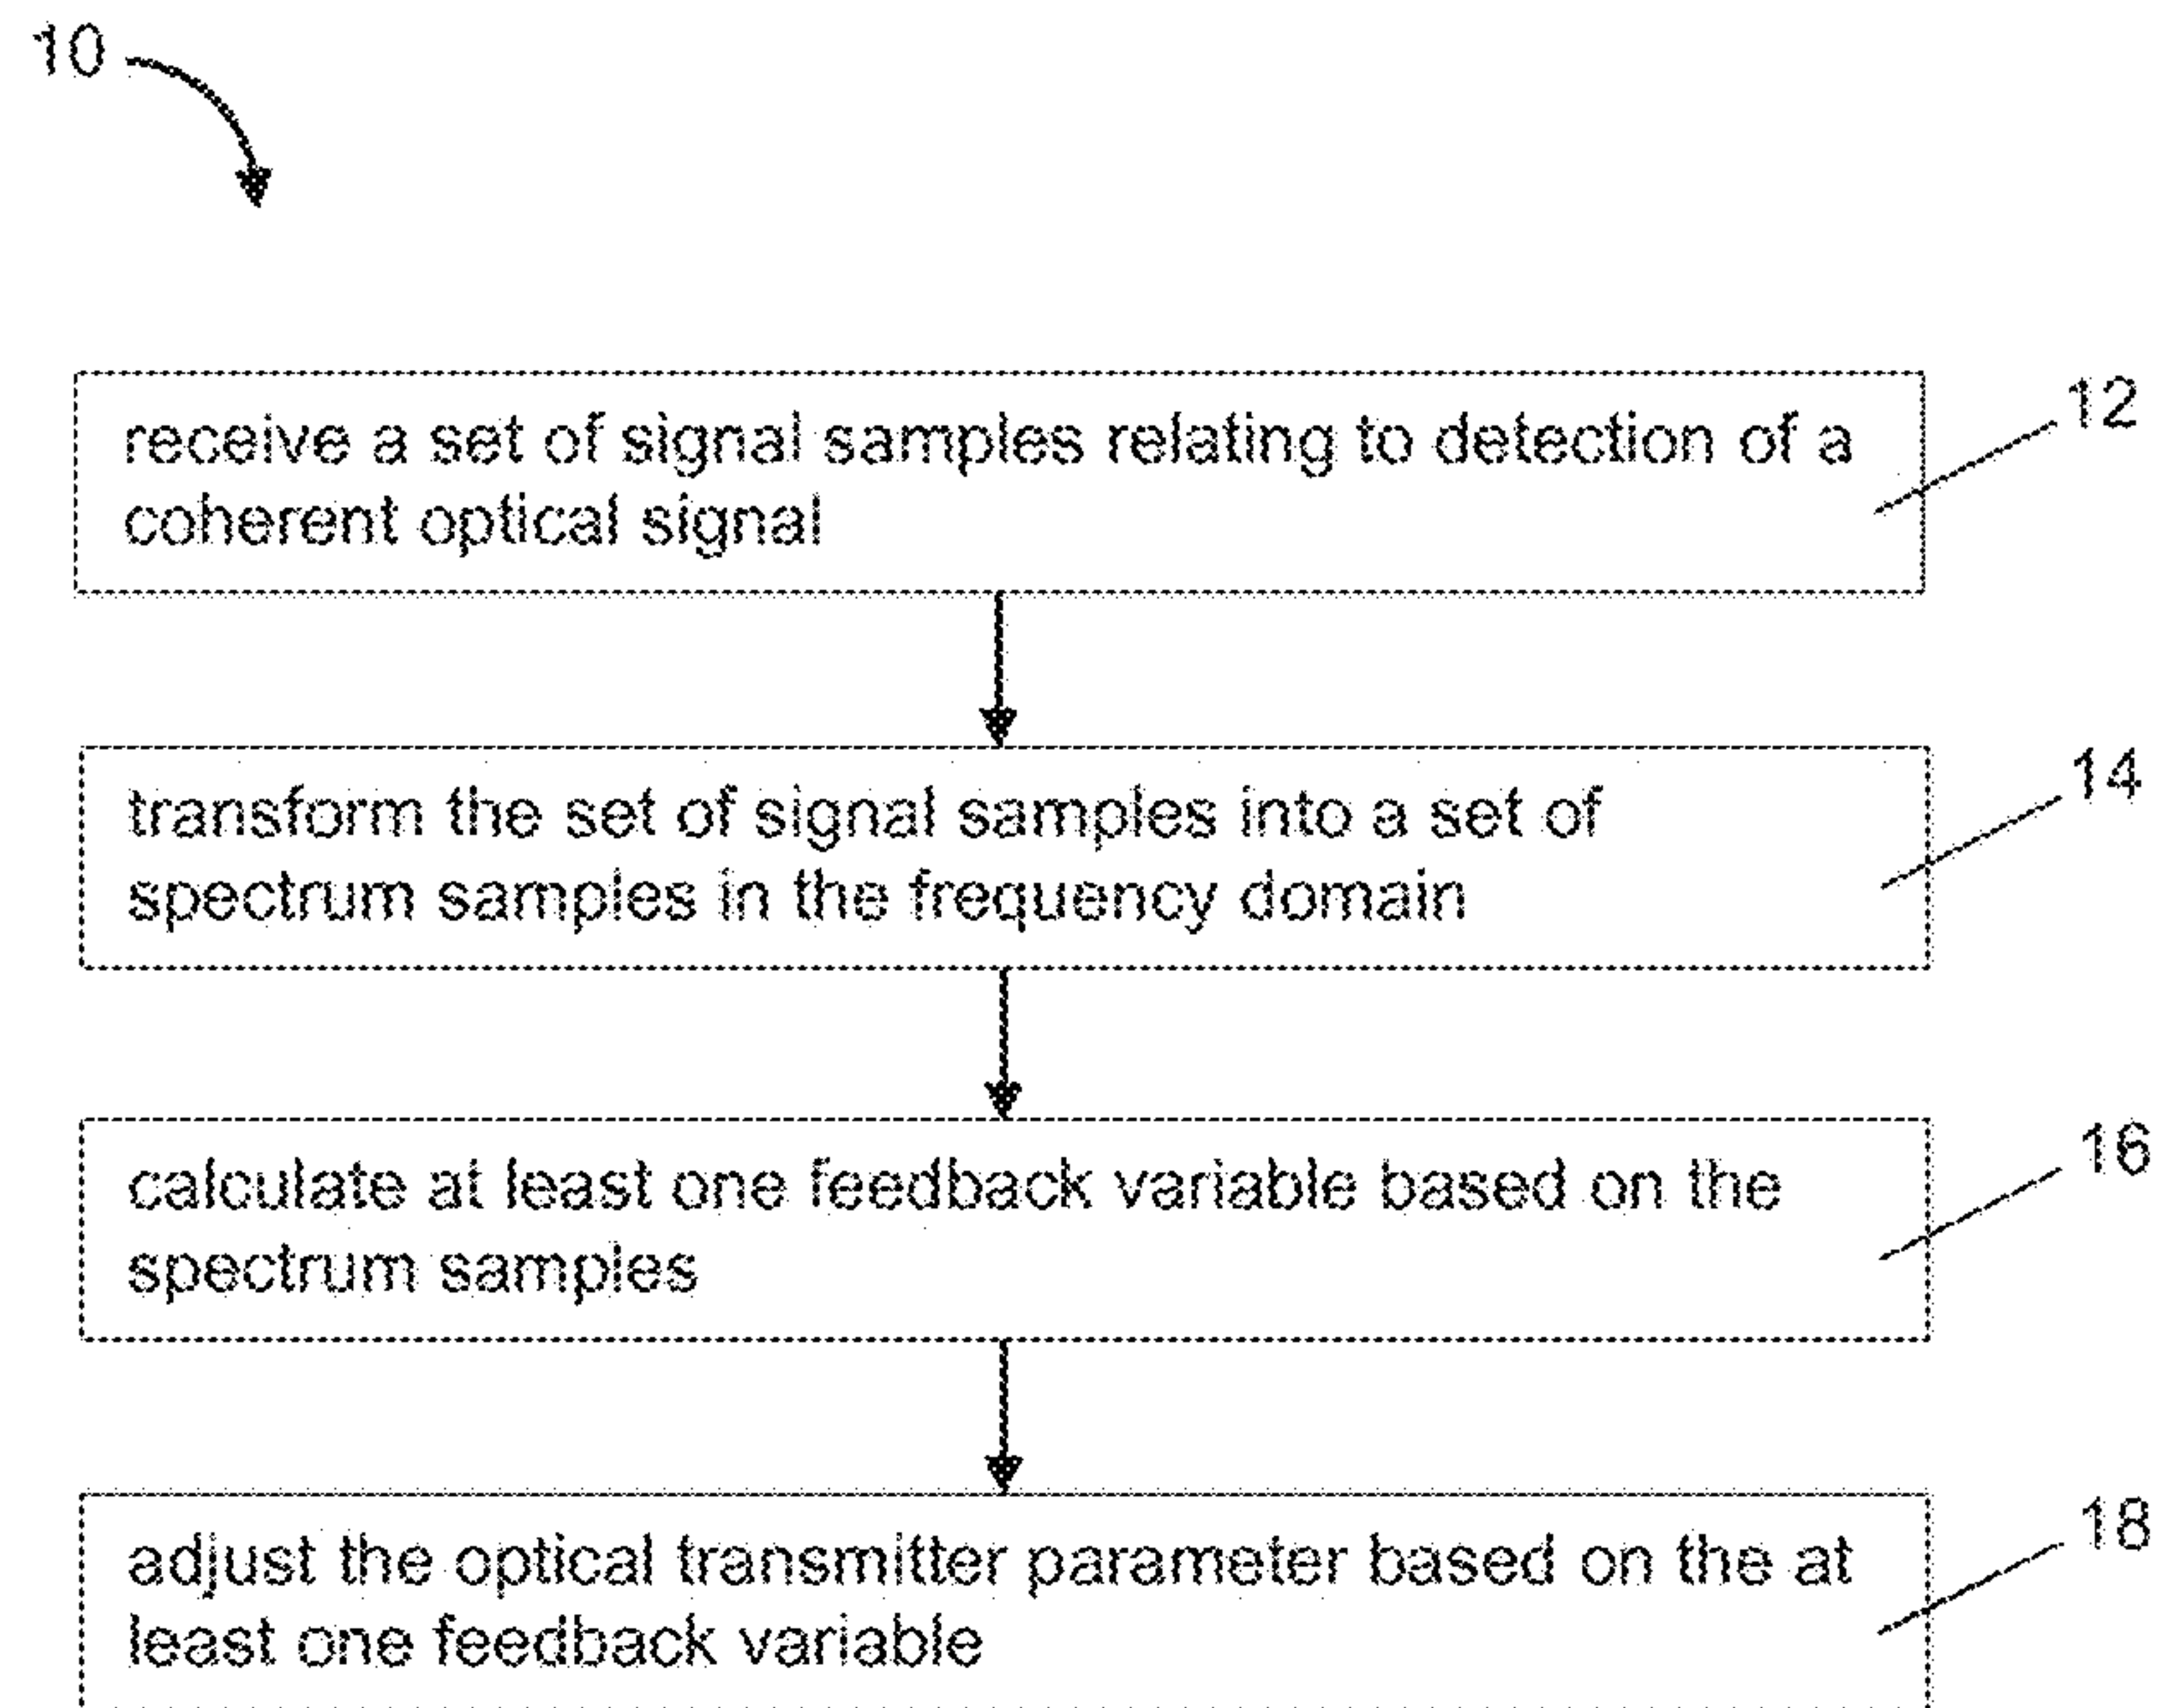 10
receive a set of signal samples relating to detection of a
coherent optical signal
12
transform the set of signal samples into a set of
spectrum samples in the frequency domain
14
calculate at least one feedback variable based on the
spectrum samples
16
adjust the optical transmitter parameter based on the at
least one feedback variable
18